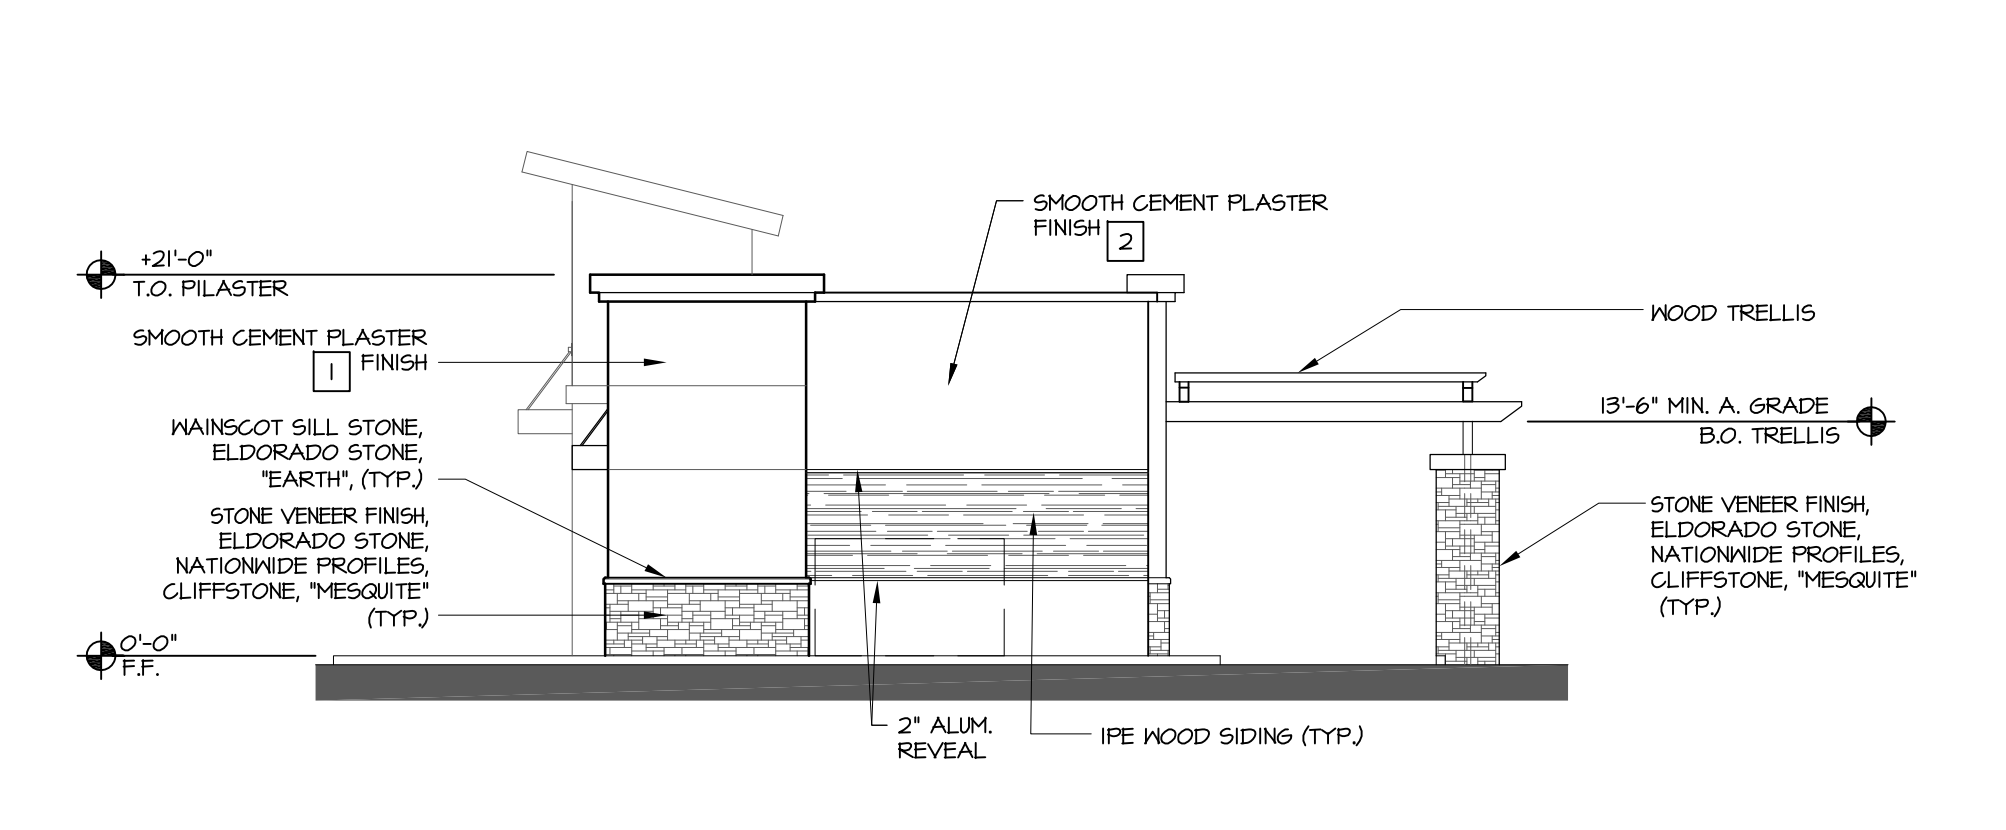 SMOOTH CEMENT PLASTER
FINISH 2
+21'-0"
T.O. PILASTER
WOOD TRELLIS
SMOOTH CEMENT PLASTER
1 FINISH
13'-6" MIN. A. GRADE
B.O. TRELLIS
WAINSCOT SILL STONE,
ELDORADO STONE,
"EARTH", (TYP.)
STONE VENEER FINISH,
ELDORADO STONE,
NATIONWIDE PROFILES,
CLIFFSTONE, "MESQUITE"
(TYP.)
STONE VENEER FINISH,
ELDORADO STONE,
NATIONWIDE PROFILES,
CLIFFSTONE, "MESQUITE"
(TYP.)
0'-0"
F.F.
2" ALUM.
REVEAL
IPE WOOD SIDING (TYP.)